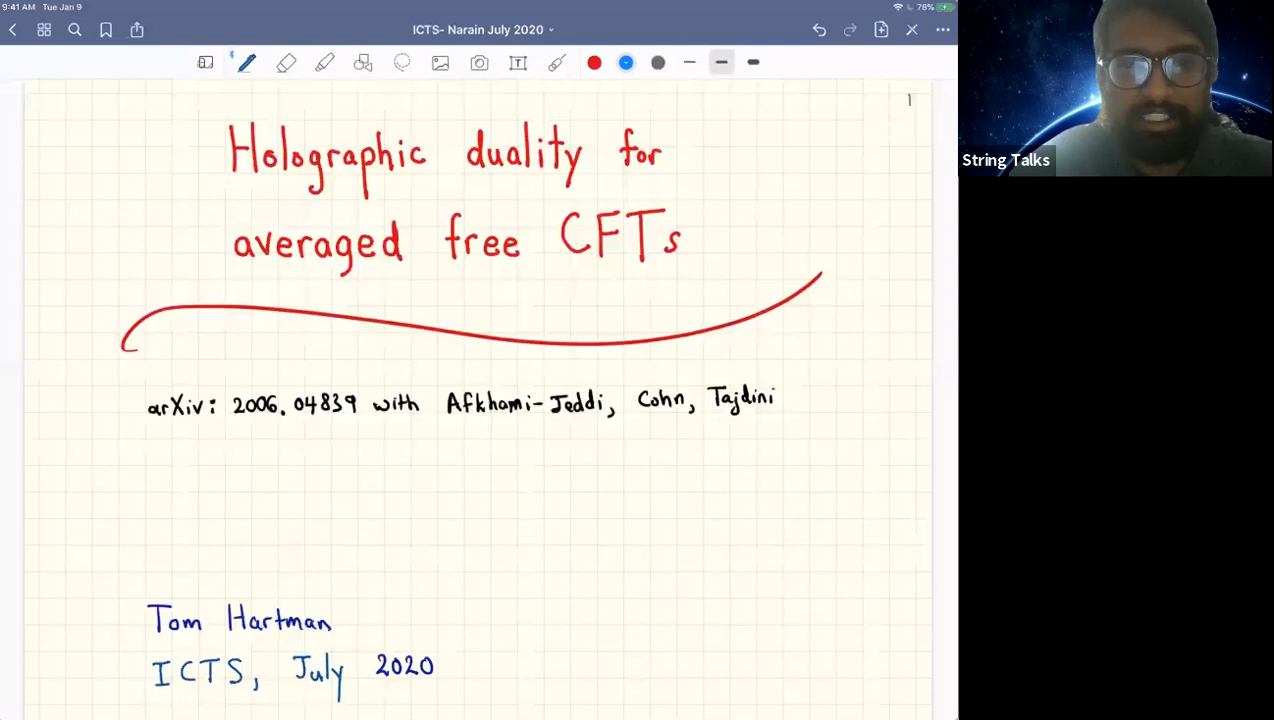 9:41 AM Tue Jan 9
78%
ICTS- Narain July 2020
1
Holographic duality for
averaged free CFTs
arXiv: 2006.04839 with Afkhami-Jeddi, Cohn, Tajdini
Tom Hartman
ICTS, July 2020
String Talks